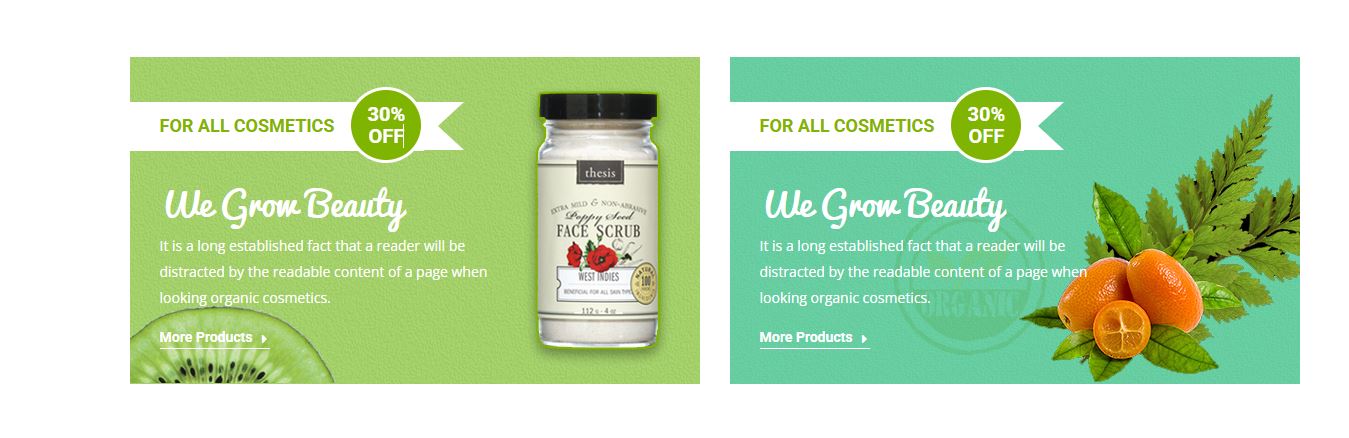 FOR ALL COSMETICS
30%
OFF
We Grow Beauty
It is a long established fact that a reader will be
distracted by the readable content of a page when
looking organic cosmetics.
More Products
thesis
EXTRA MILD & NON-ABRASIVE
Poppy Seed
FACE SCRUB
WEST INDIES
BENEFICIAL FOR ALL SKIN TYPES
NATURAL
100
112 g - 4 oz
FOR ALL COSMETICS
30%
OFF
We Grow Beauty
It is a long established fact that a reader will be
distracted by the readable content of a page when
looking organic cosmetics.
More Products
ORGANIC